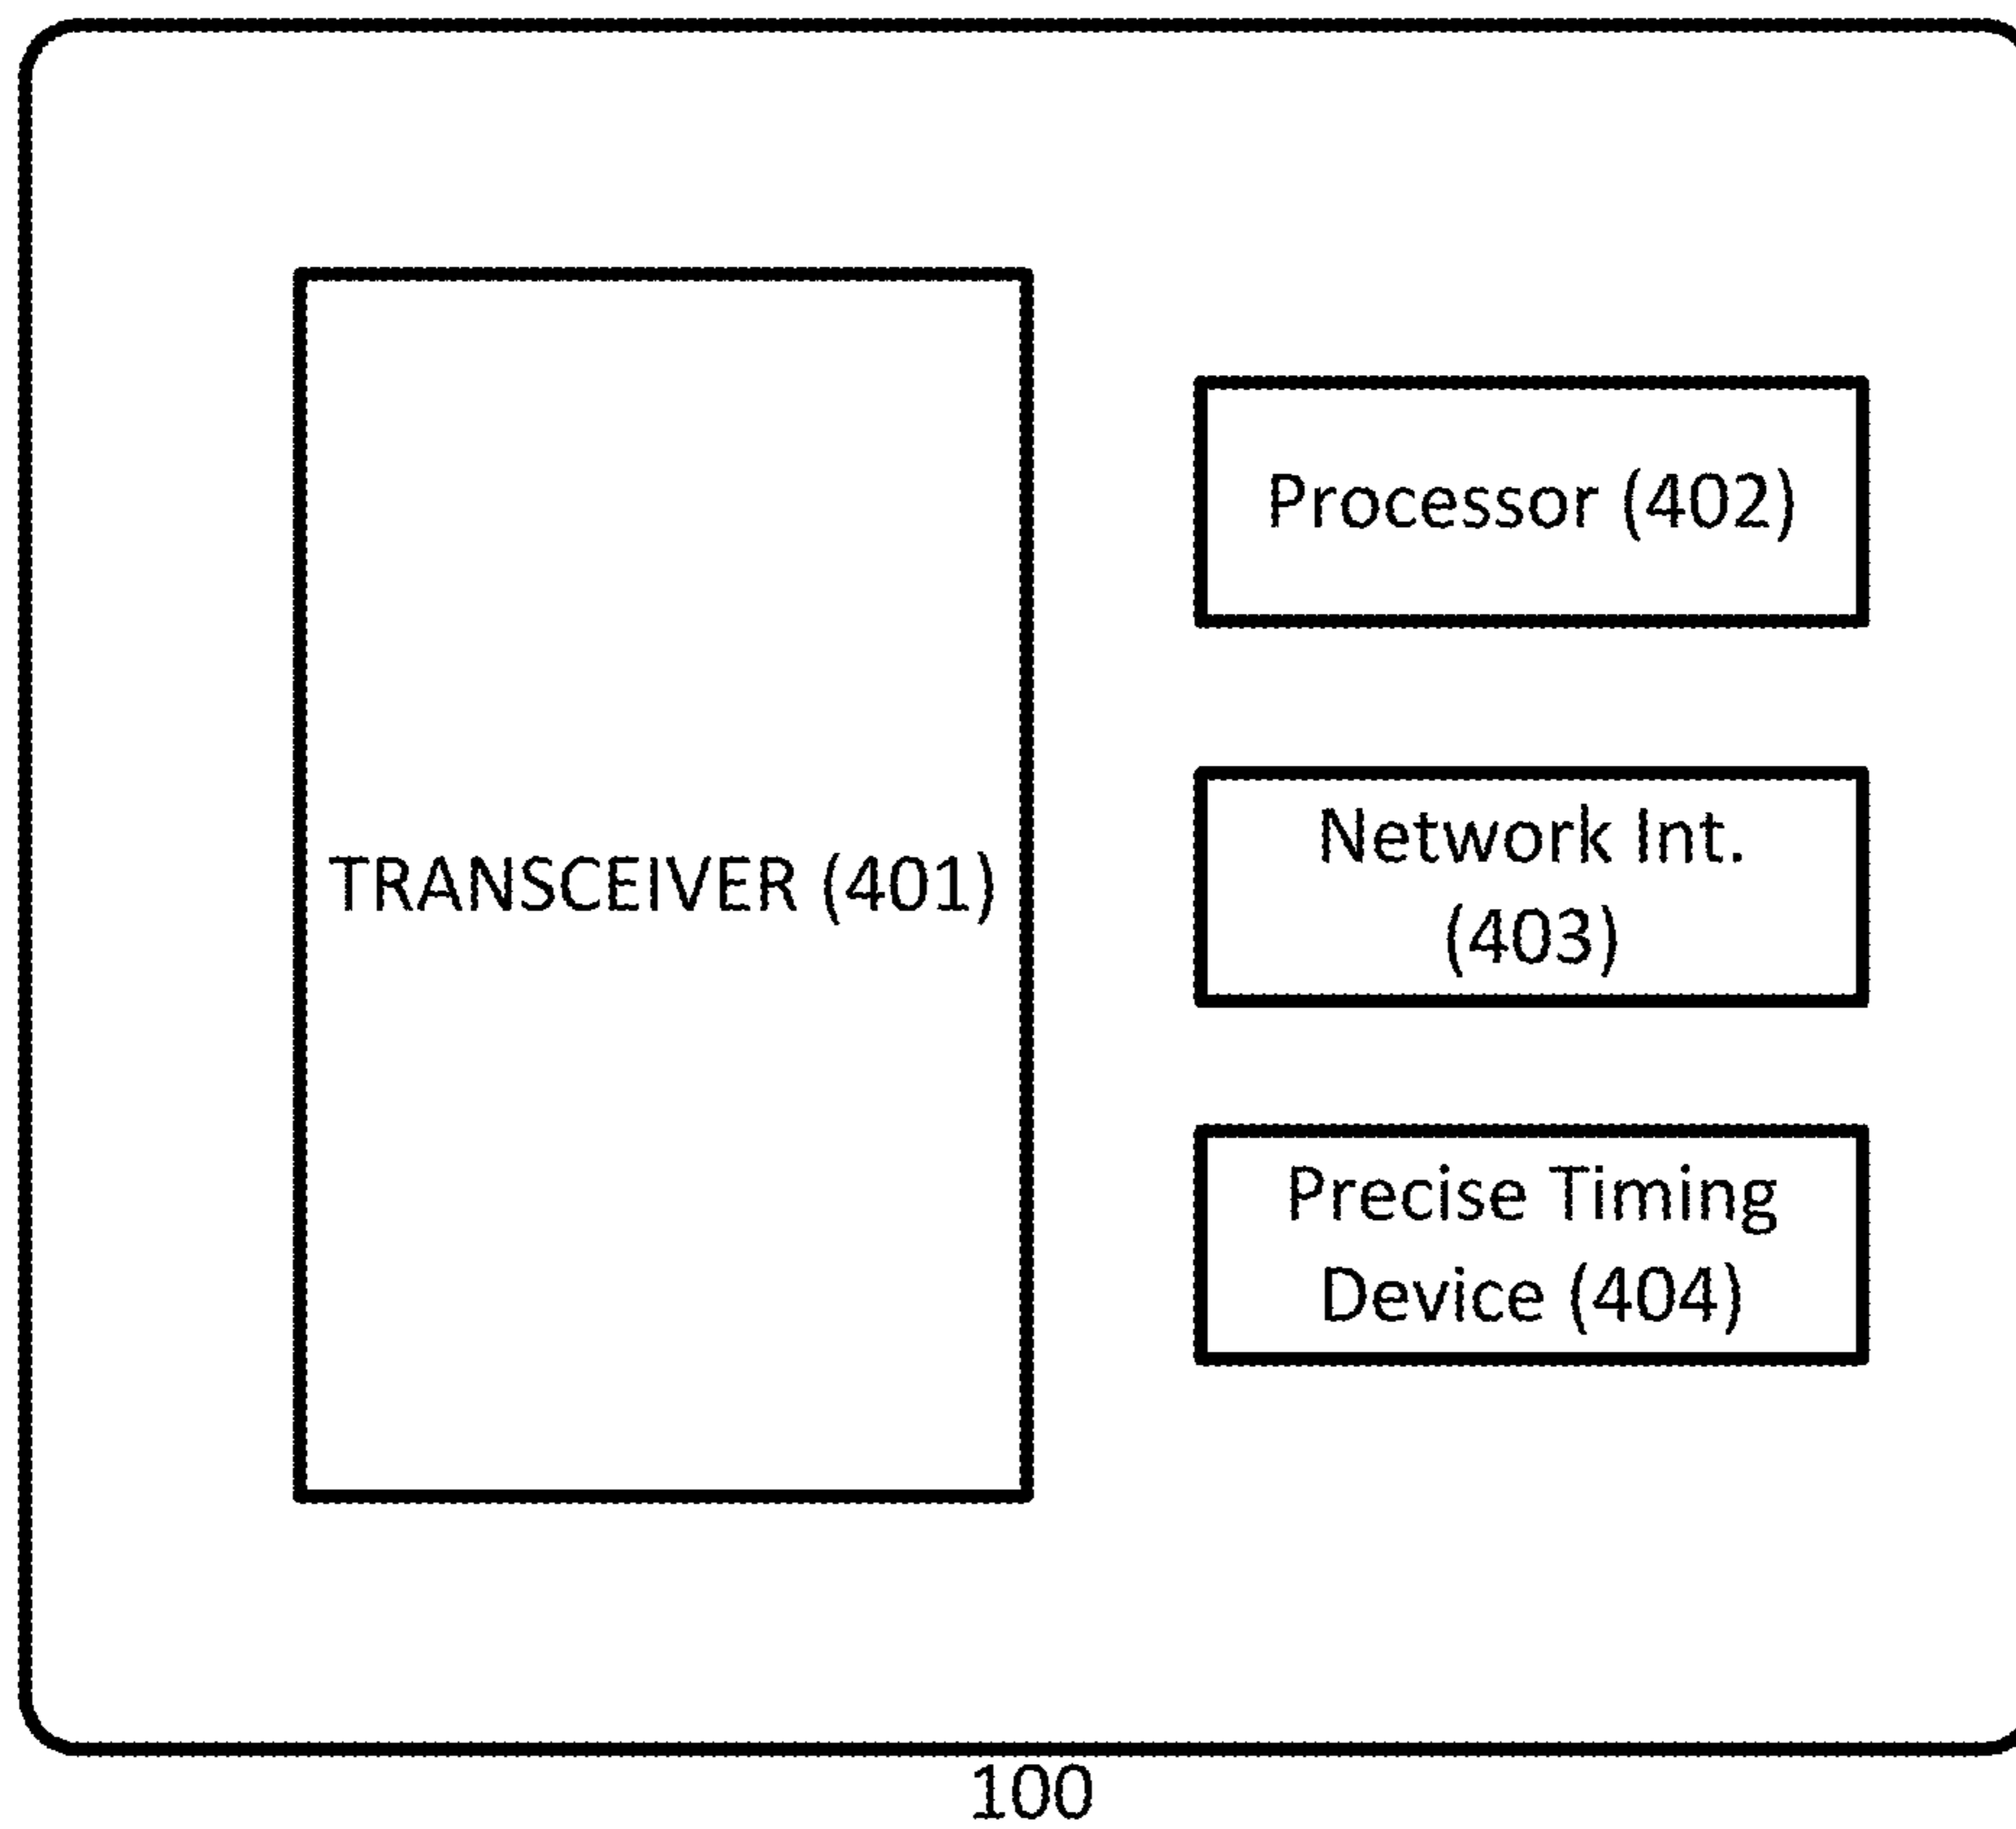 TRANSCEIVER (401)
Processor (402)
Network Int.
(403)
Precise Timing
Device (404)
100